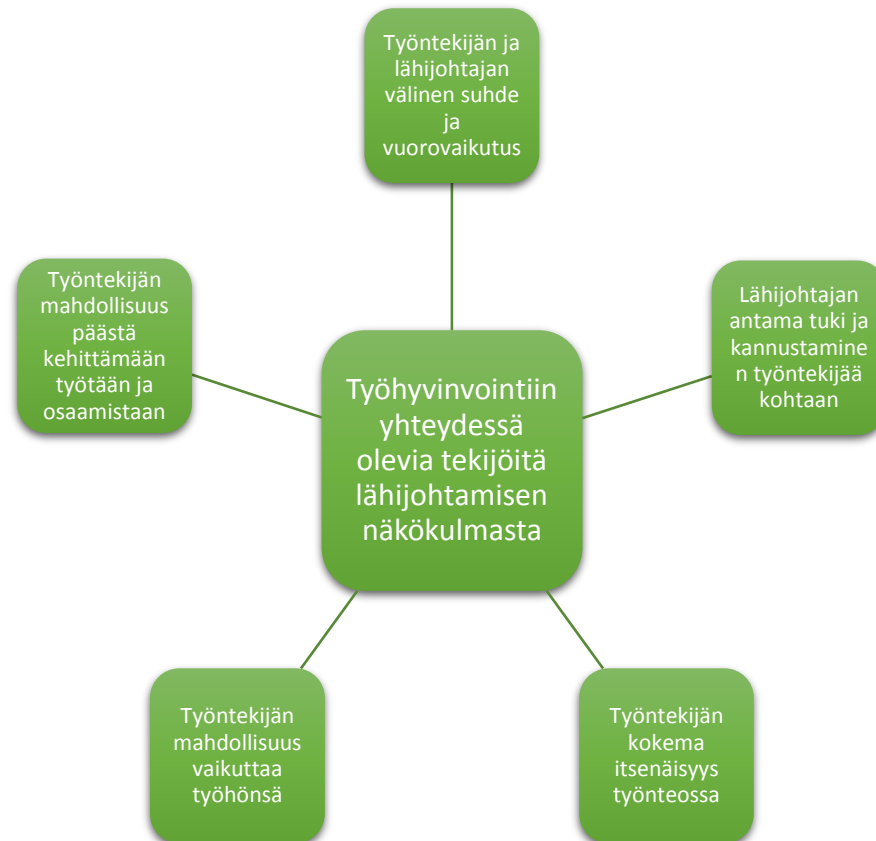 Työntekijän ja
lähijohtajan
välinen suhde
ja
vuorovaikutus
Työntekijän
mahdollisuus
päästä
kehittämään
työtään ja
osaamistaan
Lähijohtajan
antama tuki ja
kannustamine
n työntekijää
kohtaan
Työhyvinvointiin
yhteydessä
olevia tekijöitä
lähijohtamisen
näkökulmasta
Työntekijän
mahdollisuus
vaikuttaa
työhönsä
Työntekijän
kokema
itsenäisyys
työnteossa